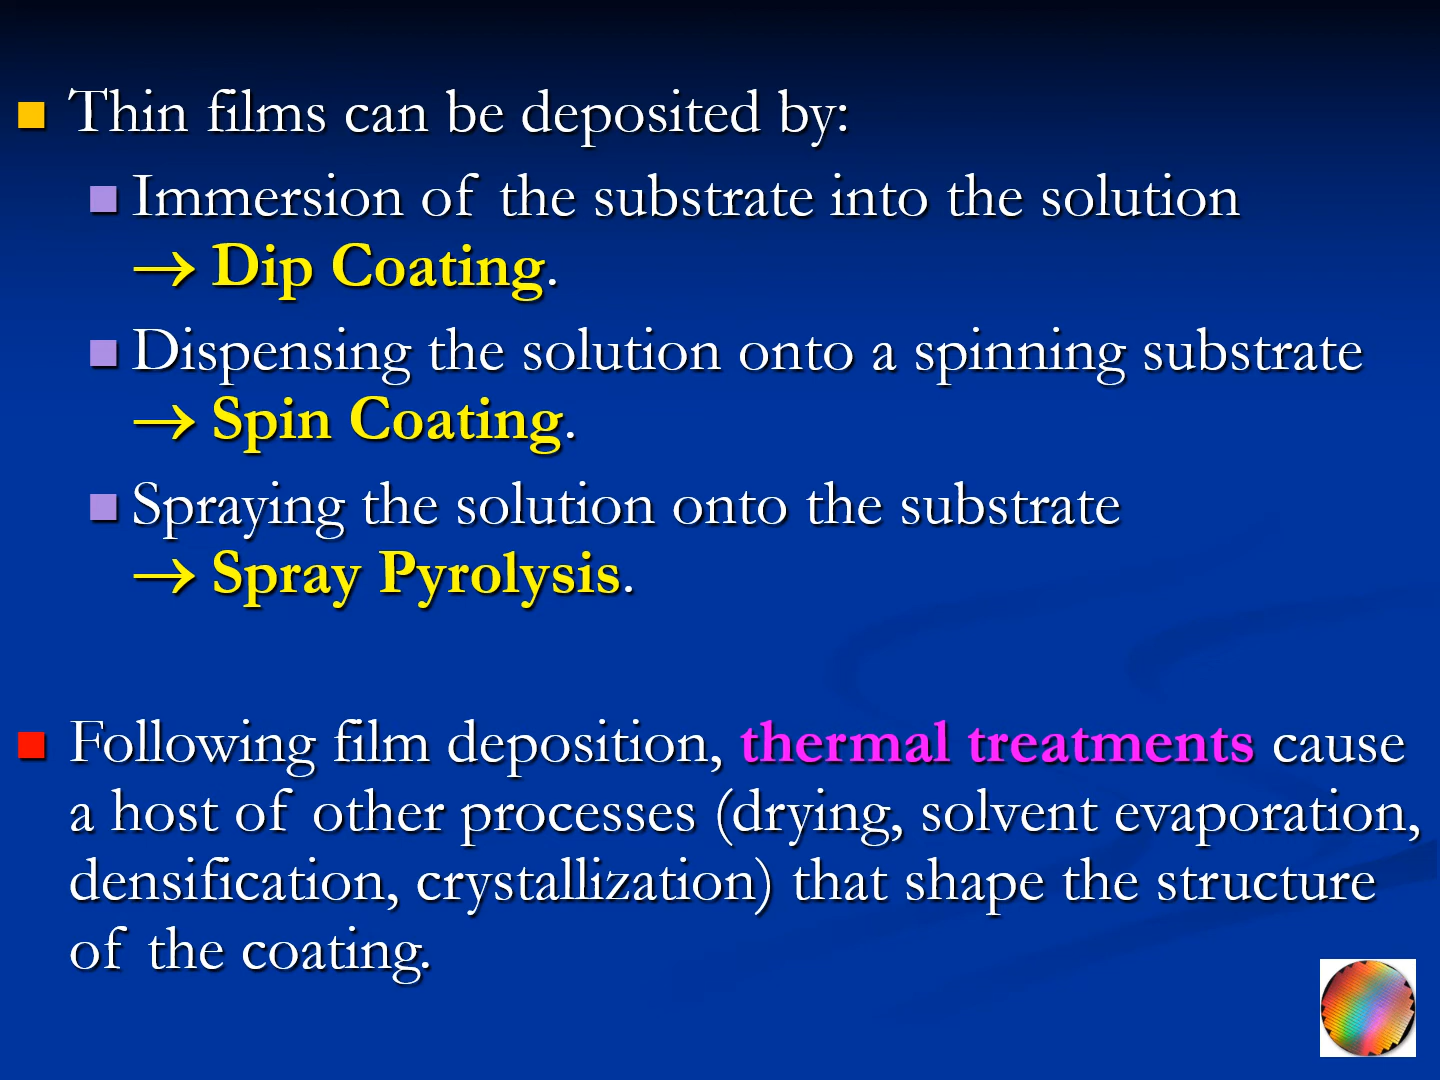 Thin films can be deposited by:
Immersion of the substrate into the solution
→ Dip Coating.
Dispensing the solution onto a spinning substrate
→ Spin Coating.
Spraying the solution onto the substrate
→ Spray Pyrolysis.
Following film deposition, thermal treatments cause
a host of other processes (drying, solvent evaporation,
densification, crystallization) that shape the structure
of the coating.